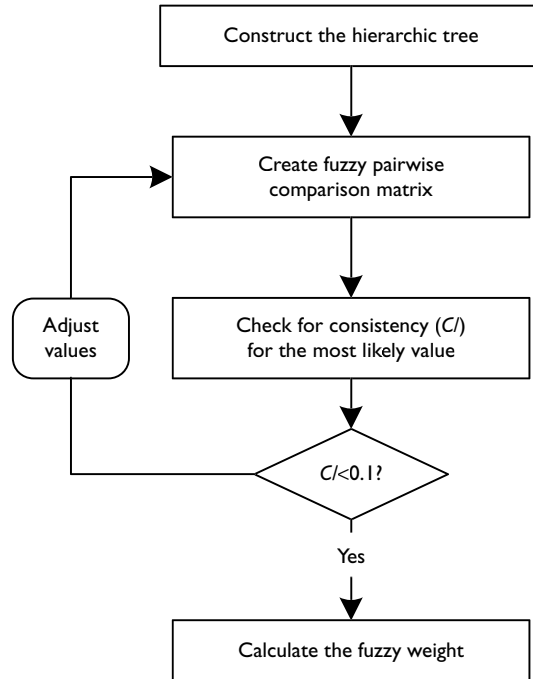 Construct the hierarchic tree
Create fuzzy pairwise
comparison matrix
Adjust
values
Check for consistency (CI)
for the most likely value
CI<0.1?
Yes
Calculate the fuzzy weight